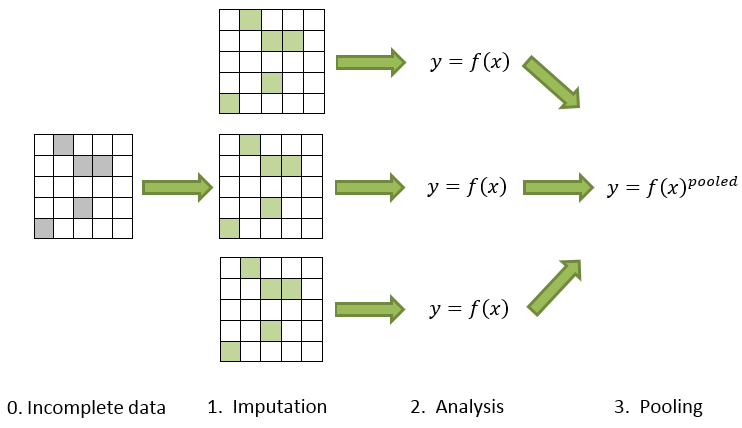 y = f(x)
y = f(x)
y = f(x)^pooled
y = f(x)
0. Incomplete data
1. Imputation
2. Analysis
3. Pooling